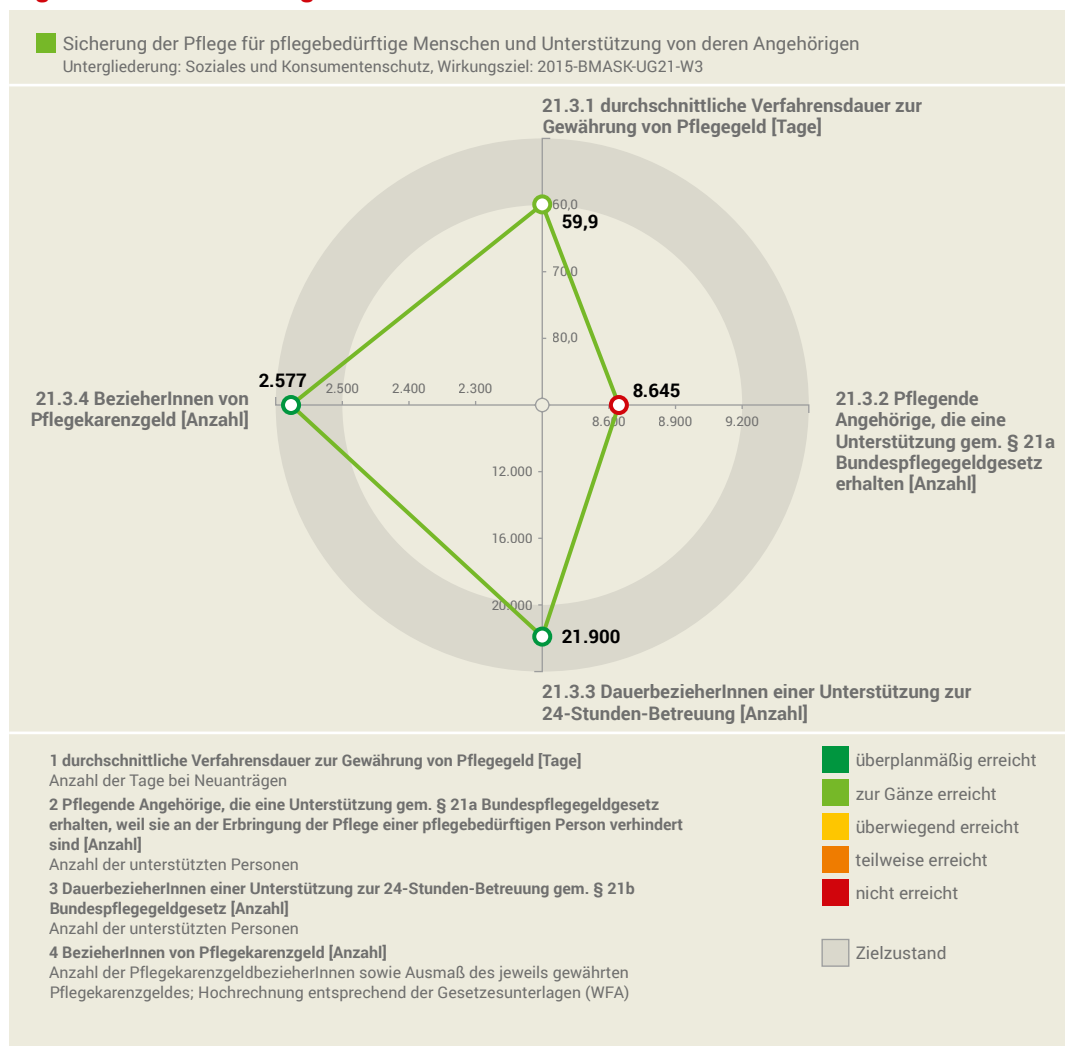 Sicherung der Pflege für pflegebedürftige Menschen und Unterstützung von deren Angehörigen
Untergliederung: Soziales und Konsumentenschutz, Wirkungsziel: 2015-BMASK-UG21-W3
21.3.1 durchschnittliche Verfahrensdauer zur
Gewährung von Pflegegeld [Tage]
60,0
59,9
70,0
80,0
21.3.4 BezieherInnen von
Pflegekarenzgeld [Anzahl]
2.577
2.500
2.400
2.300
8.645
8.600
8.900
9.200
21.3.2 Pflegende
Angehörige, die eine
Unterstützung gem. § 21a
Bundespflegegeldgesetz
erhalten [Anzahl]
12.000
16.000
20.000
21.900
21.3.3 DauerbezieherInnen einer Unterstützung zur
24-Stunden-Betreuung [Anzahl]
1 durchschnittliche Verfahrensdauer zur Gewährung von Pflegegeld [Tage]
Anzahl der Tage bei Neuanträgen
2 Pflegende Angehörige, die eine Unterstützung gem. § 21a Bundespflegegeldgesetz
erhalten, weil sie an der Erbringung der Pflege einer pflegebedürftigen Person verhindert
sind [Anzahl]
Anzahl der unterstützten Personen
3 DauerbezieherInnen einer Unterstützung zur 24-Stunden-Betreuung gem. § 21b
Bundespflegegeldgesetz [Anzahl]
Anzahl der unterstützten Personen
4 BezieherInnen von Pflegekarenzgeld [Anzahl]
Anzahl der PflegekarenzgeldbezieherInnen sowie Ausmaß des jeweils gewährten
Pflegekarenzgeldes; Hochrechnung entsprechend der Gesetzesunterlagen (WFA)
überplanmäßig erreicht
zur Gänze erreicht
überwiegend erreicht
teilweise erreicht
nicht erreicht
Zielzustand